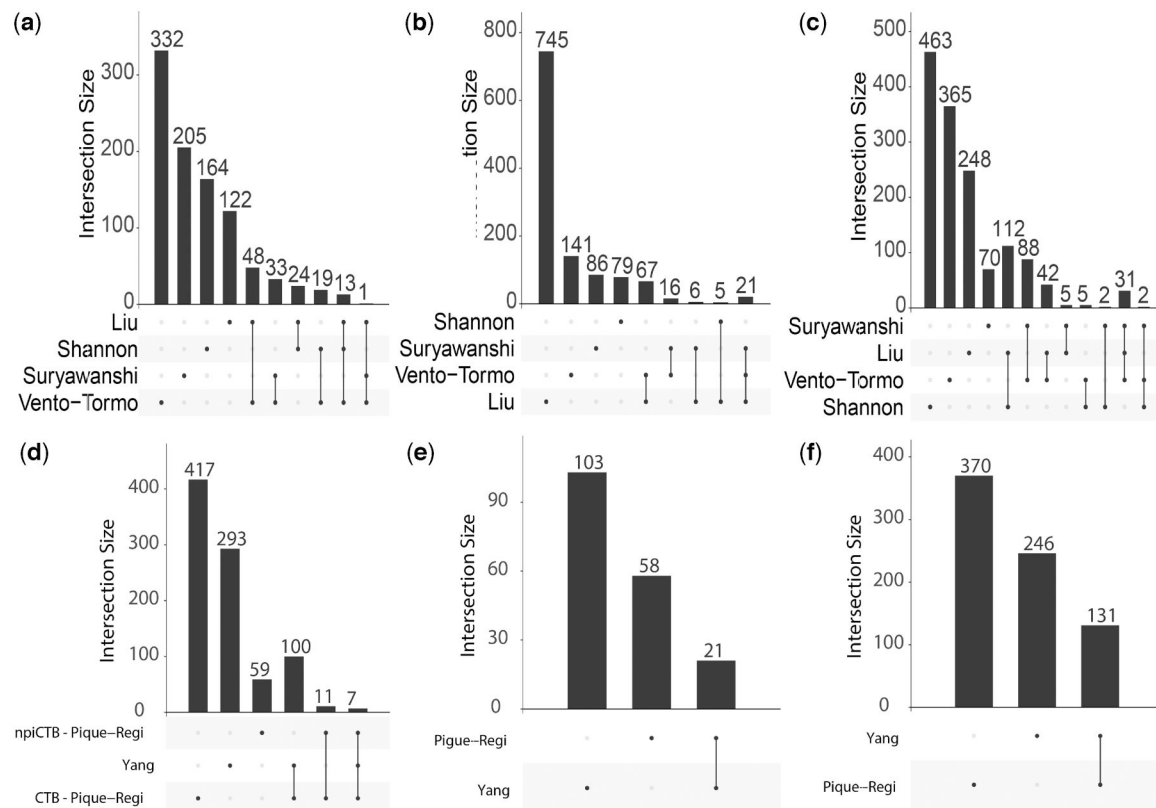 (a)
332
300
205
200
164
122
100
48
33
24
19
13
1
0
Intersection Size
Liu
Shannon
Suryawanshi
Vento-Tormo
(b)
800
745
600
tion Size
400
200
141
86
79
67
16
6
5
21
0
Shannon
Suryawanshi
Vento-Tormo
Liu
(c)
500
463
400
365
300
248
200
112
100
88
70
42
5
5
2
31
2
0
Intersection Size
Suryawanshi
Liu
Vento-Tormo
Shannon
(d)
417
400
300
293
200
100
100
59
11
7
0
Intersection Size
npiCTB - Pique-Regi
Yang
CTB - Pique-Regi
(e)
103
90
60
58
30
21
0
Intersection Size
Pigue-Regi
Yang
(f)
400
370
300
246
200
131
100
0
Intersection Size
Yang
Pique-Regi